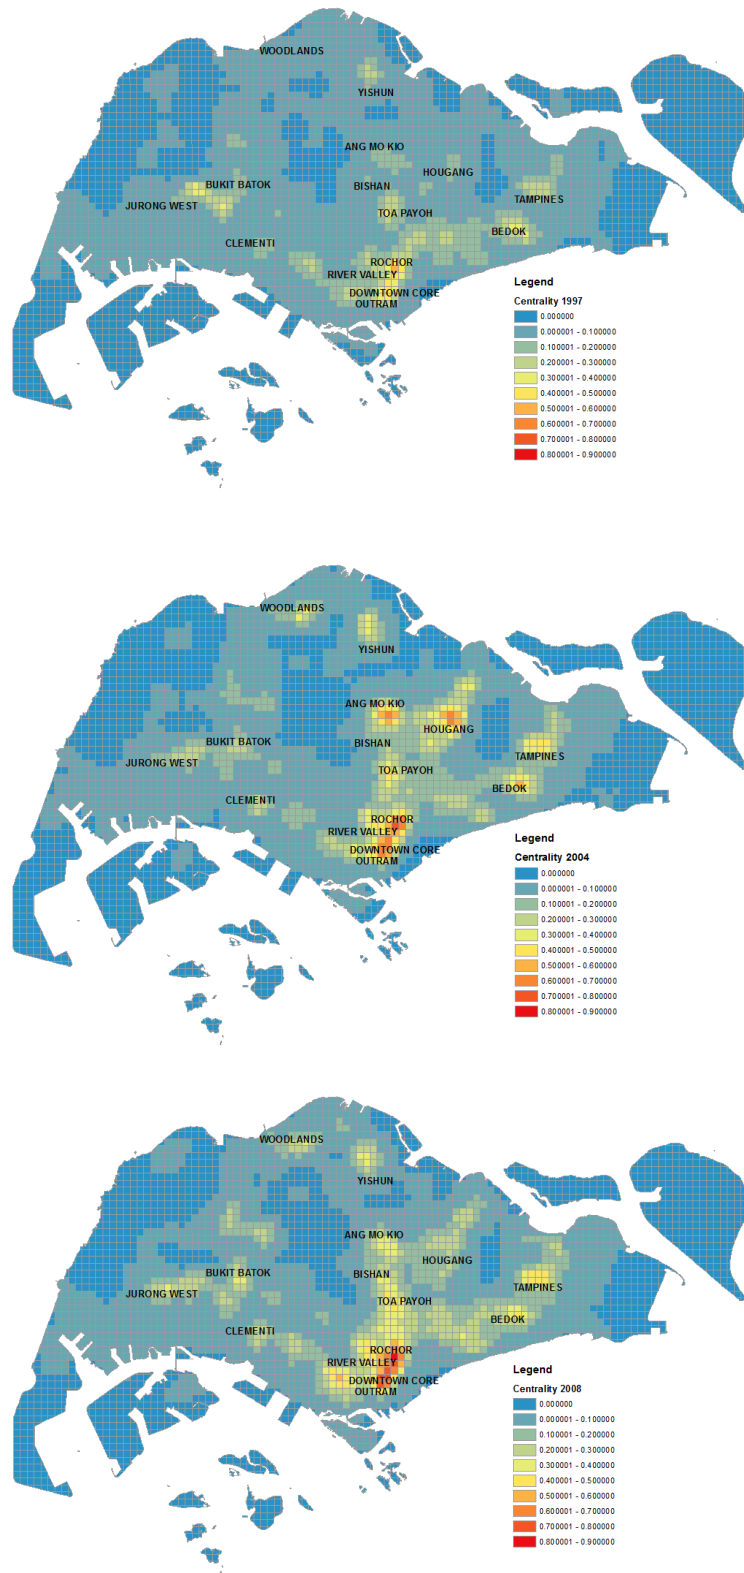 WOODLANDS
YISHUN
ANG MO KIO
HOUGANG
BUKIT BATOK
BISHAN
TAMPINES
JURONG WEST
TOA PAYOH
BEDOK
CLEMENTI
ROCHOR
RIVER VALLEY
DOWNTOWN CORE
OUTRAM
Legend
Centrality 1997
0.000000
0.000001 - 0.100000
0.100001 - 0.200000
0.200001 - 0.300000
0.300001 - 0.400000
0.400001 - 0.500000
0.500001 - 0.600000
0.600001 - 0.700000
0.700001 - 0.800000
0.800001 - 0.900000
WOODLANDS
YISHUN
ANG MO KIO
HOUGANG
BUKIT BATOK
BISHAN
TAMPINES
JURONG WEST
TOA PAYOH
BEDOK
CLEMENTI
ROCHOR
RIVER VALLEY
DOWNTOWN CORE
OUTRAM
Legend
Centrality 2004
0.000000
0.000001 - 0.100000
0.100001 - 0.200000
0.200001 - 0.300000
0.300001 - 0.400000
0.400001 - 0.500000
0.500001 - 0.600000
0.600001 - 0.700000
0.700001 - 0.800000
0.800001 - 0.900000
WOODLANDS
YISHUN
ANG MO KIO
HOUGANG
BUKIT BATOK
BISHAN
TAMPINES
JURONG WEST
TOA PAYOH
BEDOK
CLEMENTI
ROCHOR
RIVER VALLEY
DOWNTOWN CORE
OUTRAM
Legend
Centrality 2008
0.000000
0.000001 - 0.100000
0.100001 - 0.200000
0.200001 - 0.300000
0.300001 - 0.400000
0.400001 - 0.500000
0.500001 - 0.600000
0.600001 - 0.700000
0.700001 - 0.800000
0.800001 - 0.900000